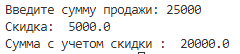 Введите сумму продажи: 25000
Скидка:  5000.0
Сумма с учетом скидки :  20000.0